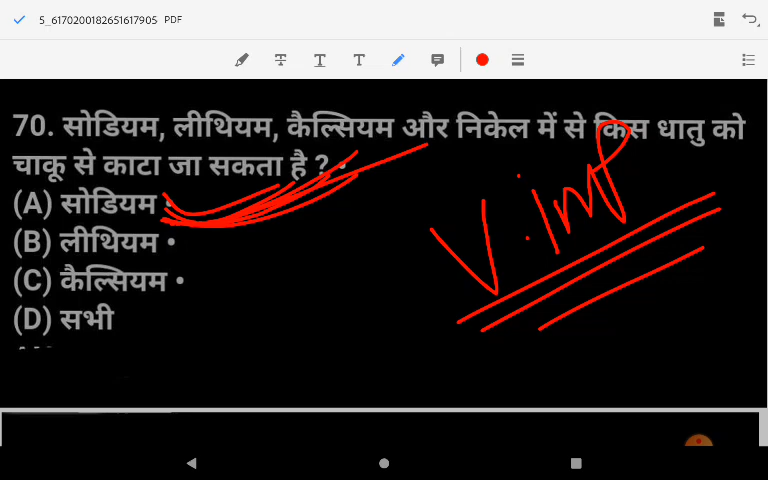 5_6170200182651617905 PDF
70. सोडियम, लीथियम, कैल्सियम और निकेल में से किस धातु को
चाकू से काटा जा सकता है ? •
(A) सोडियम •
(B) लीथियम •
(C) कैल्सियम •
(D) सभी
V.imp